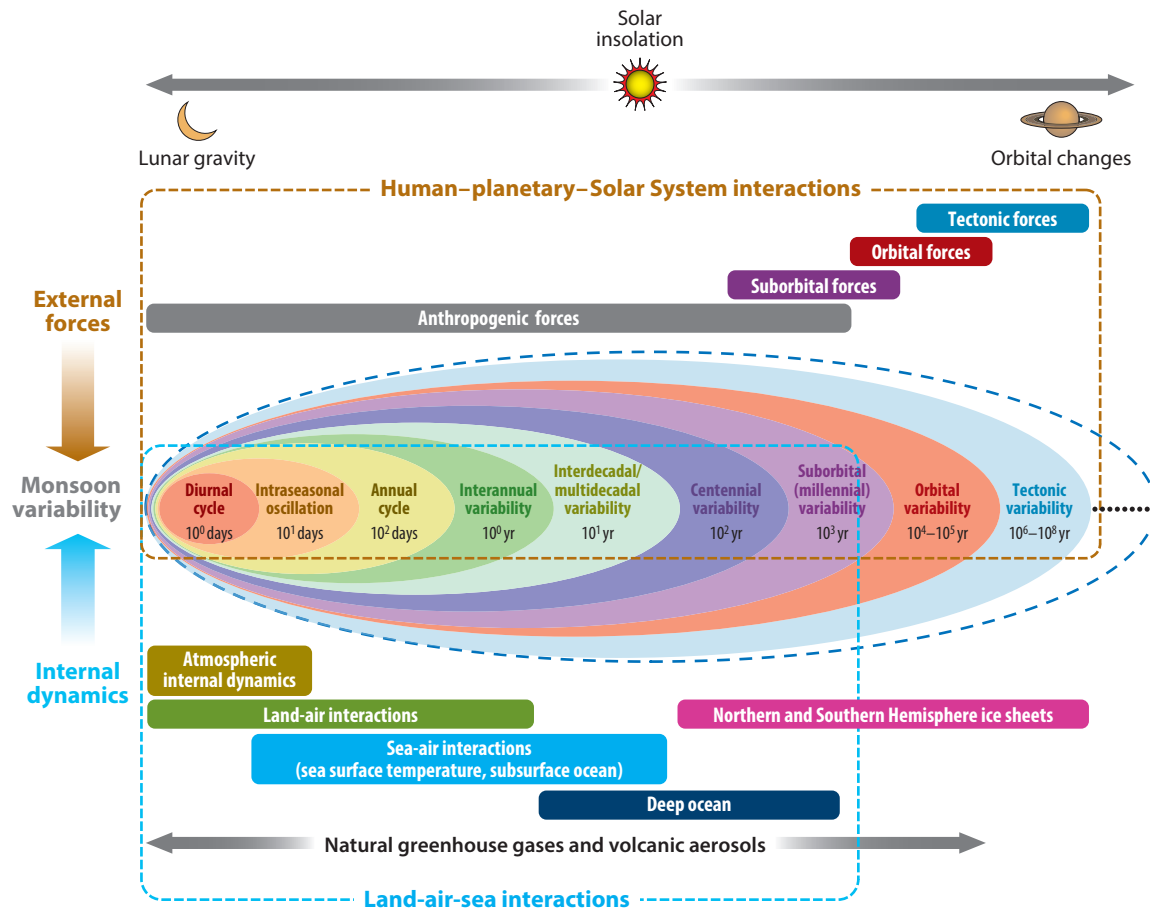 Solar
insolation
Lunar gravity
Orbital changes
Human–planetary–Solar System interactions
Tectonic forces
Orbital forces
Suborbital forces
Anthropogenic forces
External
forces
Monsoon
variability
Internal
dynamics
Diurnal
cycle
10⁰ days
Intraseasonal
oscillation
10¹ days
Annual
cycle
10² days
Interannual
variability
10⁰ yr
Interdecadal/
multidecadal
variability
10¹ yr
Centennial
variability
10² yr
Suborbital
(millennial)
variability
10³ yr
Orbital
variability
10⁴–10⁵ yr
Tectonic
variability
10⁶–10⁸ yr
Atmospheric
internal dynamics
Land-air interactions
Northern and Southern Hemisphere ice sheets
Sea-air interactions
(sea surface temperature, subsurface ocean)
Deep ocean
Natural greenhouse gases and volcanic aerosols
Land-air-sea interactions